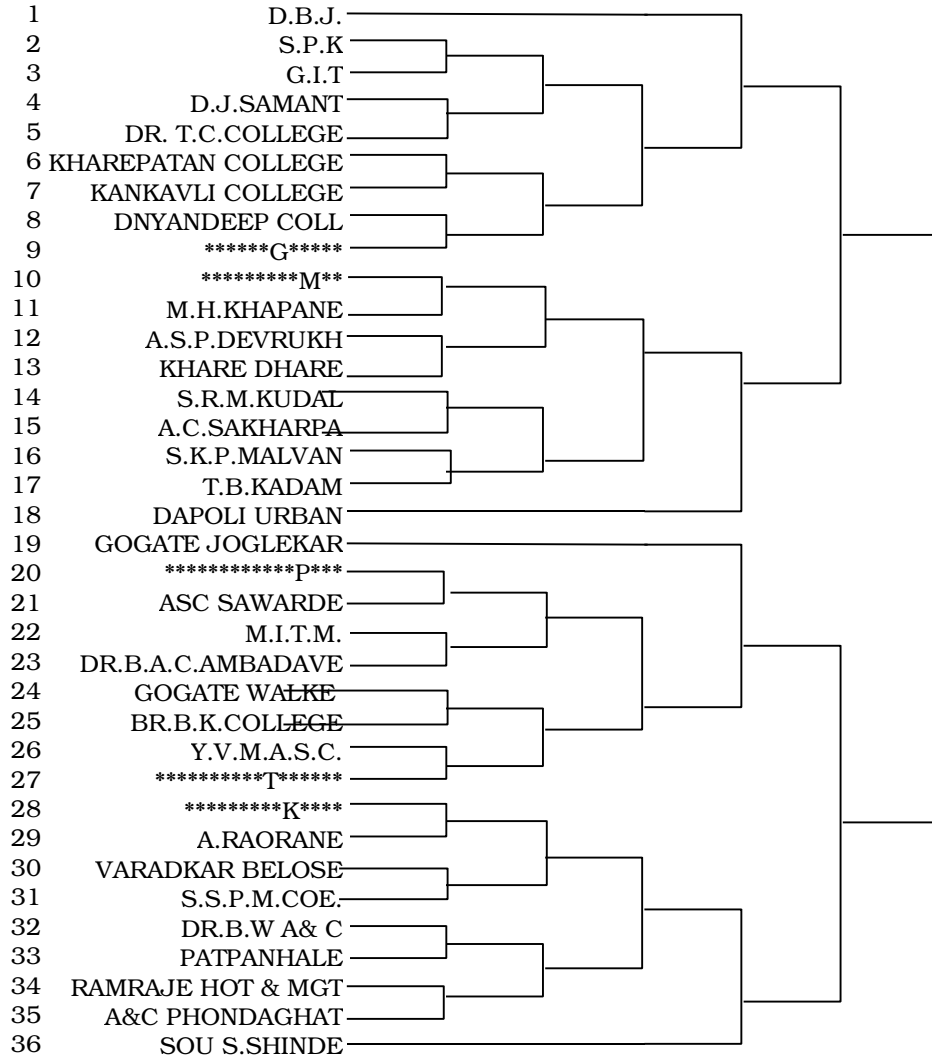 1 D.B.J.
2 S.P.K
3 G.I.T
4 D.J.SAMANT
5 DR. T.C.COLLEGE
6 KHAREPATAN COLLEGE
7 KANKAVLI COLLEGE
8 DNYANDEEP COLL
9 ******G*****
10 *********M**
11 M.H.KHAPANE
12 A.S.P.DEVRUKH
13 KHARE DHARE
14 S.R.M.KUDAL
15 A.C.SAKHARPA
16 S.K.P.MALVAN
17 T.B.KADAM
18 DAPOLI URBAN
19 GOGATE JOGLEKAR
20 ************P***
21 ASC SAWARDE
22 M.I.T.M.
23 DR.B.A.C.AMBADAVE
24 GOGATE WALKE
25 BR.B.K.COLLEGE
26 Y.V.M.A.S.C.
27 **********T******
28 *********K****
29 A.RAORANE
30 VARADKAR BELOSE
31 S.S.P.M.COE.
32 DR.B.W A& C
33 PATPANHALE
34 RAMRAJE HOT & MGT
35 A&C PHONDAGHAT
36 SOU S.SHINDE